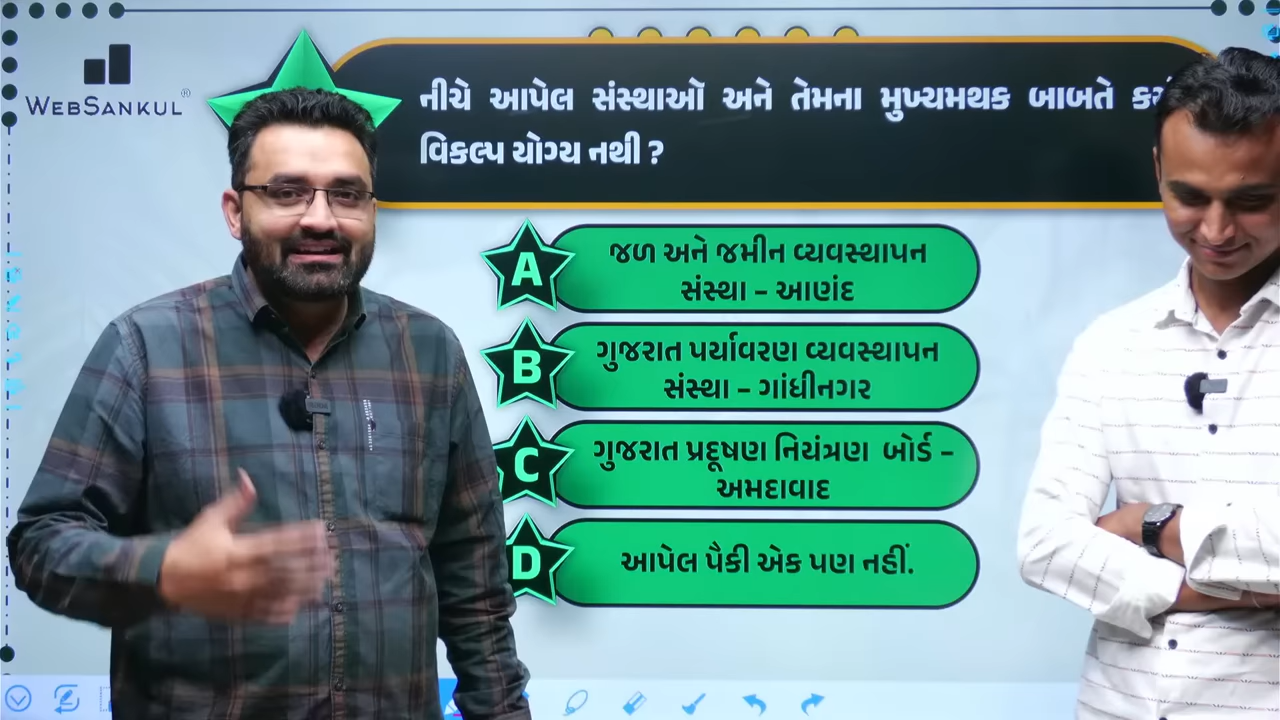 WEBSANKUL®
નીચે આપેલ સંસ્થાઓ અને તેમના મુખ્યમથક બાબતે
વિકલ્પ યોગ્ય નથી ?
A
જળ અને જમીન વ્યવસ્થાપન
સંસ્થા – આણંદ
B
ગુજરાત પર્યાવરણ વ્યવસ્થાપન
સંસ્થા – ગાંધીનગર
C
ગુજરાત પ્રદૂષણ નિયંત્રણ બોર્ડ –
અમદાવાદ
D
આપેલ પૈકી એક પણ નહીં.